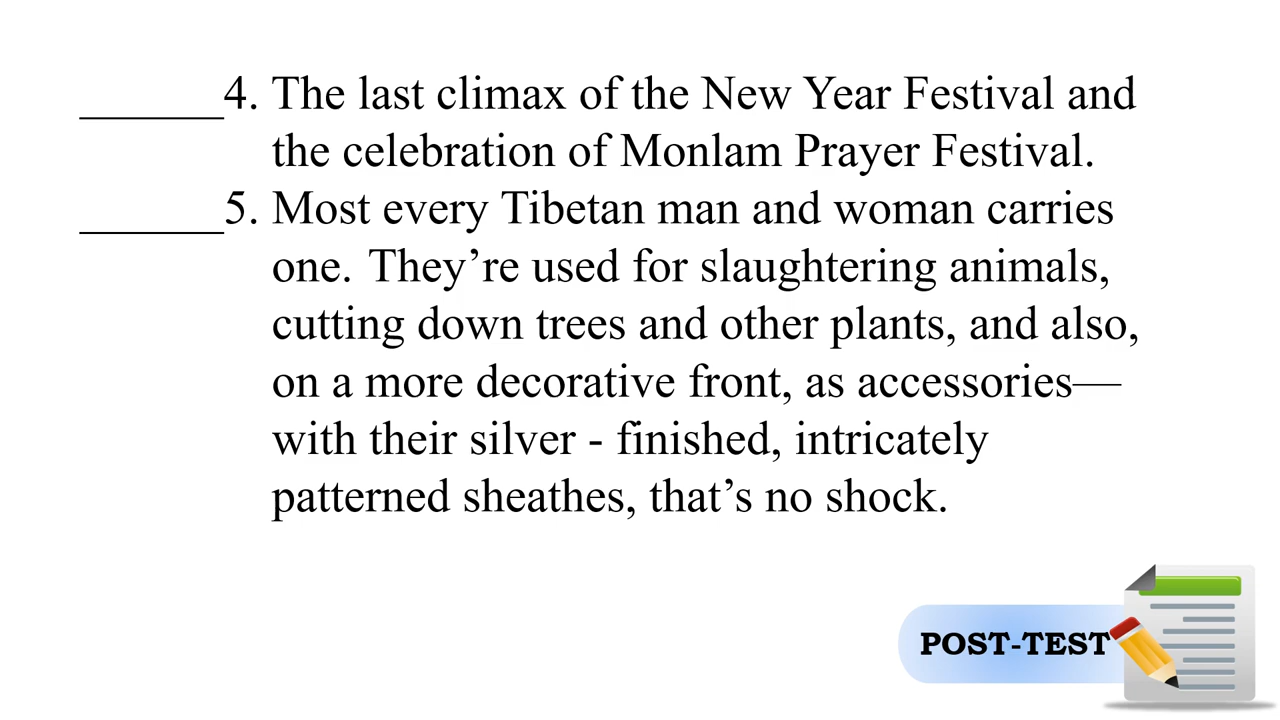 ______4. The last climax of the New Year Festival and
the celebration of Monlam Prayer Festival.
______5. Most every Tibetan man and woman carries
one. They’re used for slaughtering animals,
cutting down trees and other plants, and also,
on a more decorative front, as accessories—
with their silver - finished, intricately
patterned sheathes, that’s no shock.
POST-TEST